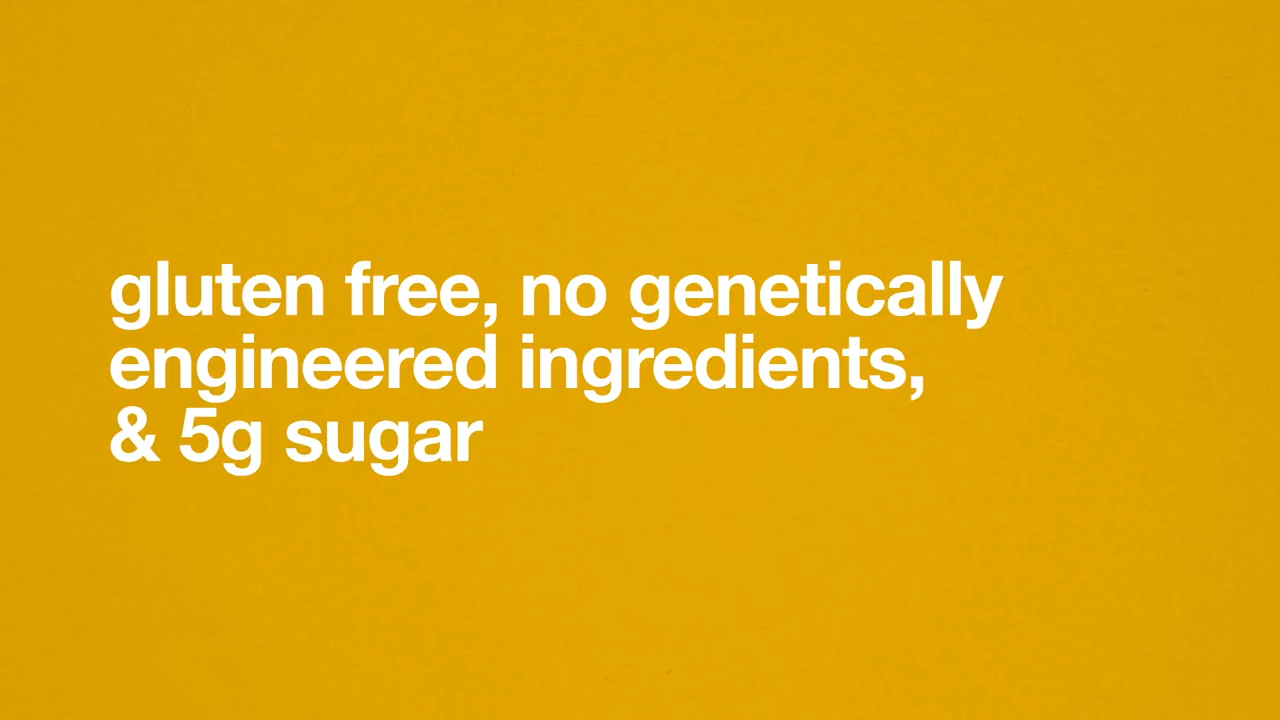 gluten free, no genetically
engineered ingredients,
& 5g sugar